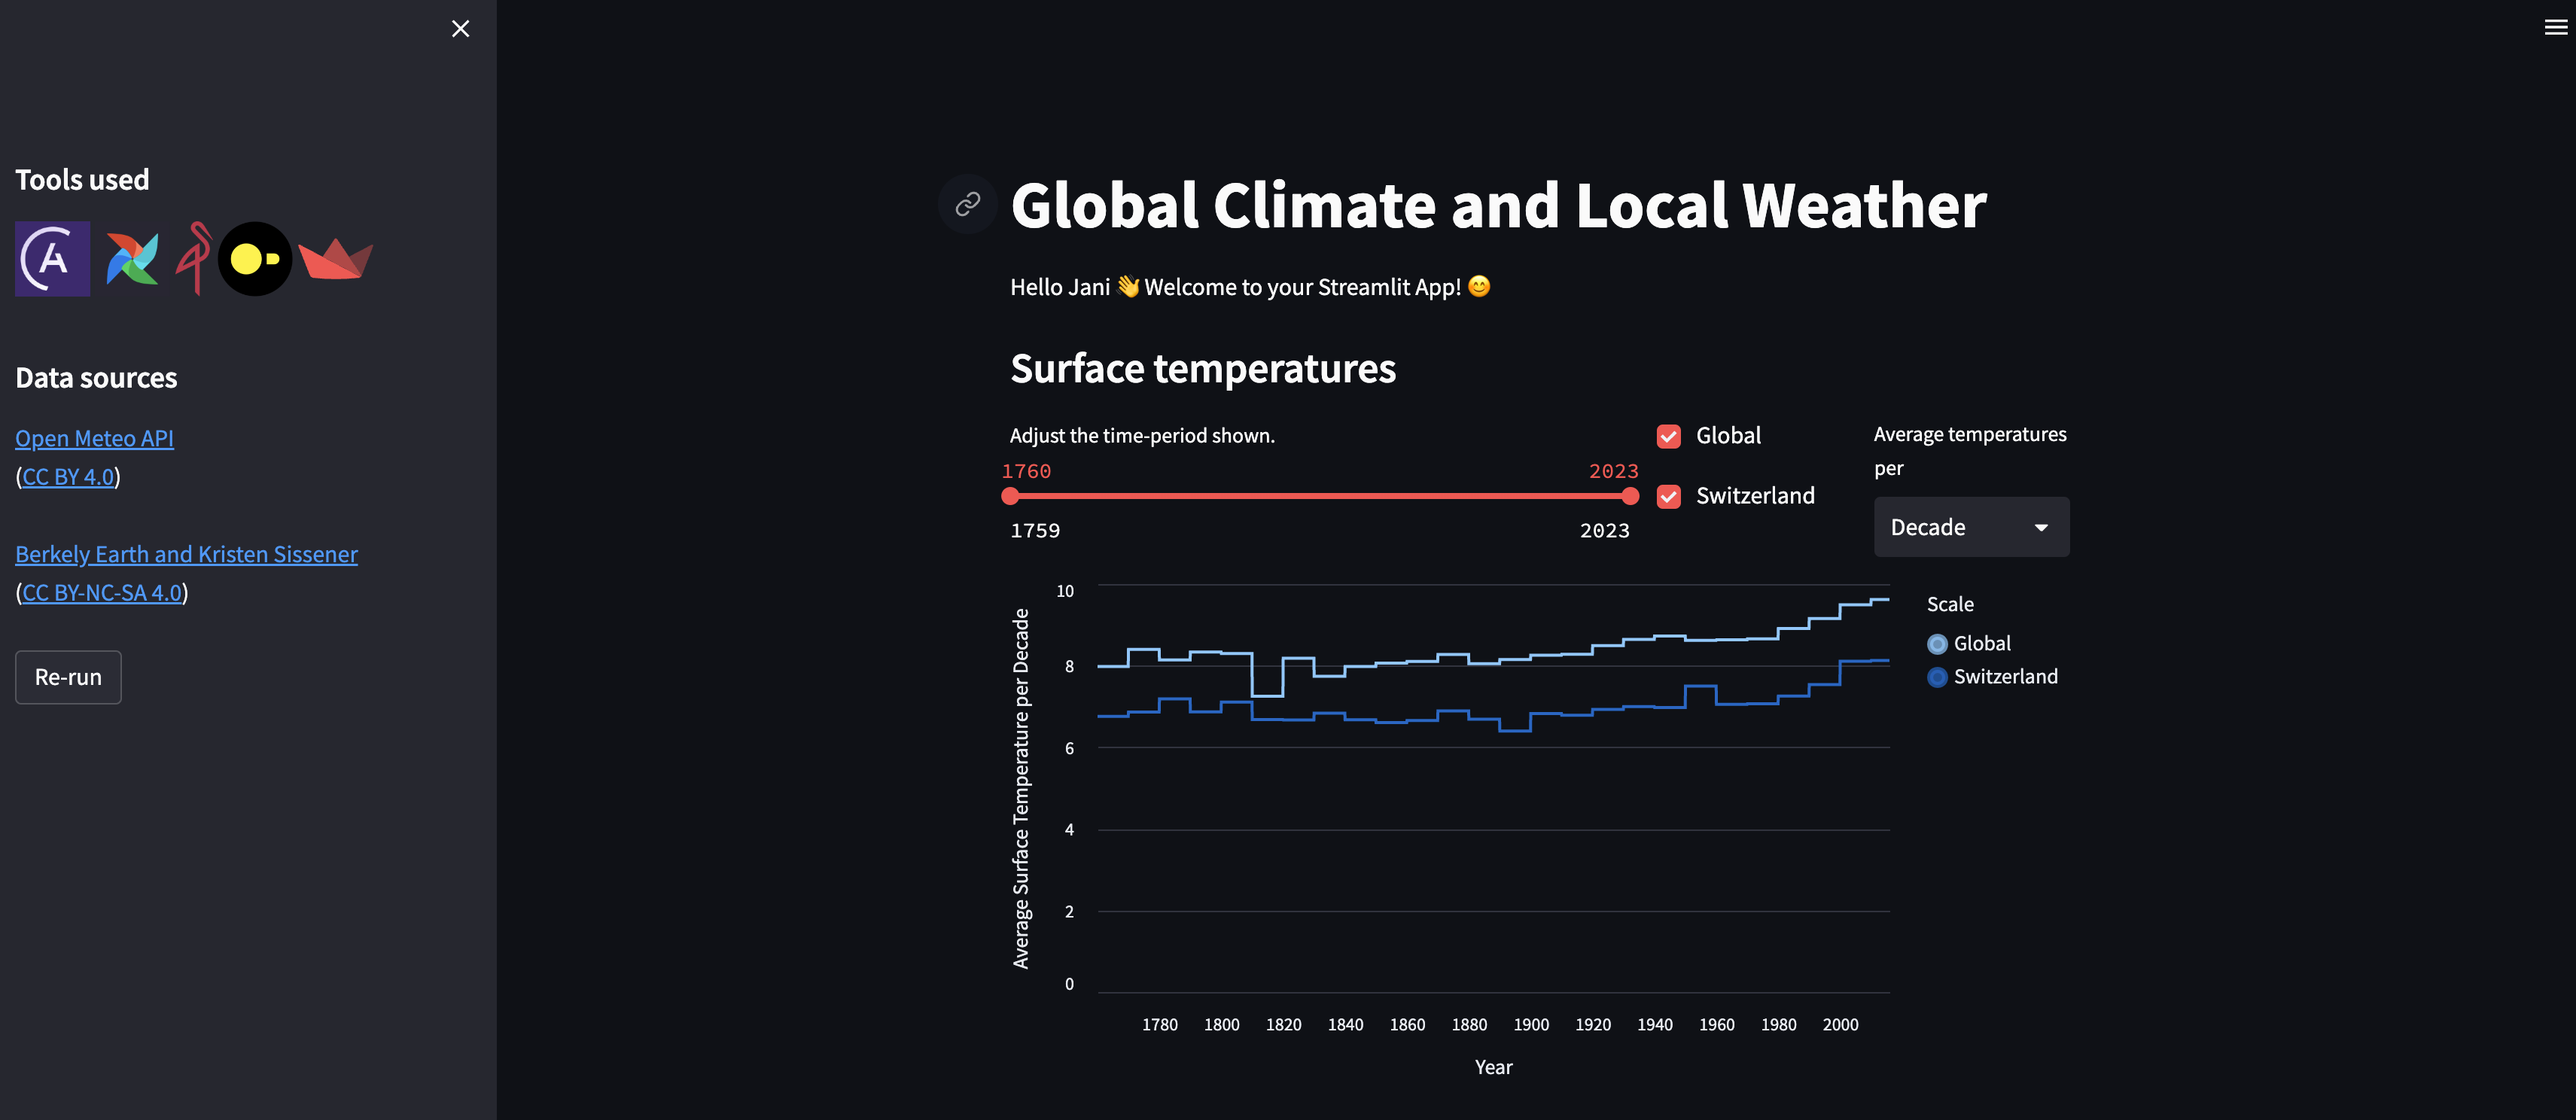 Tools used
Data sources
Open Meteo API
(CC BY 4.0)
Berkely Earth and Kristen Sissener
(CC BY-NC-SA 4.0)
Re-run
Global Climate and Local Weather
Hello Jani 👋 Welcome to your Streamlit App! 😊
Surface temperatures
Adjust the time-period shown.
1760
2023
1759
2023
Global
Switzerland
Average temperatures
per
Decade
Average Surface Temperature per Decade
10
8
6
4
2
0
1780 1800 1820 1840 1860 1880 1900 1920 1940 1960 1980 2000
Year
Scale
Global
Switzerland